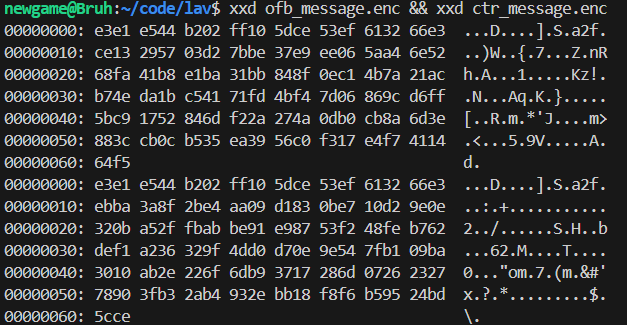 newgame@Bruh:~/code/lav$ xxd ofb_message.enc && xxd ctr_message.enc
00000000: e3e1 e544 b202 ff10 5dce 53ef 6132 66e3  ...D....].S.a2f.
00000010: ce13 2957 03d2 7bbe 37e9 ee06 5aa4 6e52  ..)W..{.7...Z.nR
00000020: 68fa 41b8 e1ba 31bb 848f 0ec1 4b7a 21ac  h.A...1.....Kz!.
00000030: b74e da1b c541 71fd 4bf4 7d06 869c d6ff  .N...Aq.K.}.....
00000040: 5bc9 1752 846d f22a 274a 0db0 cb8a 6d3e  [..R.m.*'J....m>
00000050: 883c cb0c b535 ea39 56c0 f317 e4f7 4114  .<...5.9V.....A.
00000060: 64f5                                     d.
00000000: e3e1 e544 b202 ff10 5dce 53ef 6132 66e3  ...D....].S.a2f.
00000010: ebba 3a8f 2be4 aa09 d183 0be7 10d2 9e0e  ..:.+...........
00000020: 320b a52f ffba bbe91 e987 53f2 48fe b762  2../......S.H..b
00000030: def1 a236 329f 4dd0 d70e 9e54 7fb1 09ba  ...62.M....T....
00000040: 3010 ab2e 226f 6db9 3717 286d 0726 2327  0..."om.7.(m.&#'
00000050: 7890 3fb3 2ab4 932e bb18 f8f6 b595 24bd  x.?.*.........$.
00000060: 5cce                                     \.